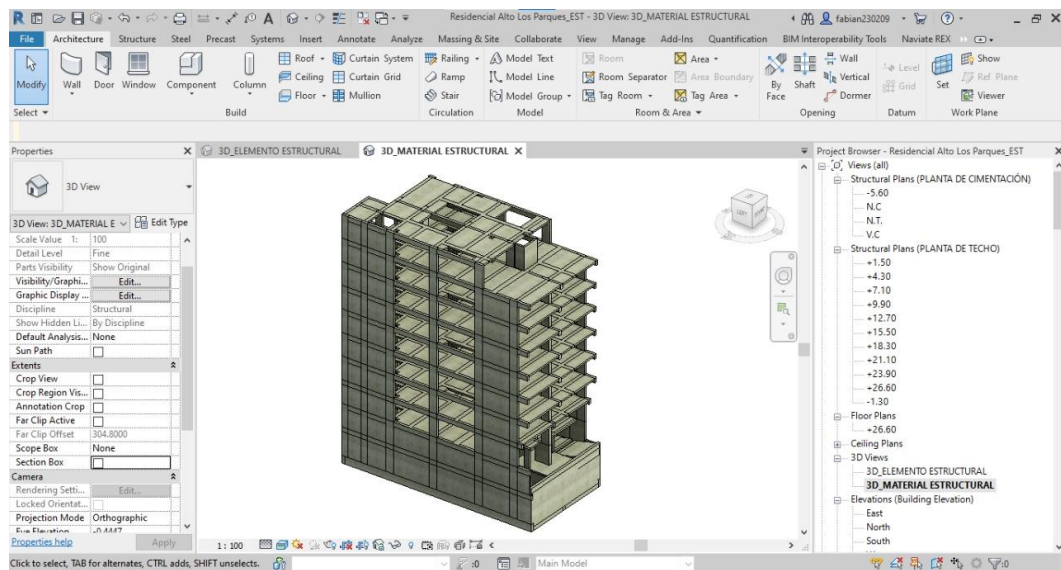 Residencial Alto Los Parques_EST - 3D View: 3D_MATERIAL ESTRUCTURAL
fabian230209
File Architecture Structure Steel Precast Systems Insert Annotate Analyze Massing & Site Collaborate View Manage Add-Ins Quantification BIM Interoperability Tools Naviate REX
Modify
Wall
Door
Window
Component
Column
Roof
Ceiling
Floor
Curtain System
Curtain Grid
Mullion
Railing
Ramp
Stair
Model Text
Model Line
Model Group
Room
Room Separator
Tag Room
Area
Area Boundary
Tag Area
By Face
Shaft
Wall
Vertical
Dormer
Level
Grid
Set
Show
Ref Plane
Viewer
Select
Build
Circulation
Model
Room & Area
Opening
Datum
Work Plane
Properties
3D View
3D View: 3D_MATERIAL E
Edit Type
Scale Value 1: 100
Detail Level Fine
Parts Visibility Show Original
Visibility/Graphi... Edit...
Graphic Display ... Edit...
Discipline Structural
Show Hidden Li... By Discipline
Default Analysis... None
Sun Path
Extents
Crop View
Crop Region Vis...
Annotation Crop
Far Clip Active
Far Clip Offset 304.8000
Scope Box None
Section Box
Camera
Rendering Setti... Edit...
Locked Orientat...
Projection Mode Orthographic
Eye Elevation -0.4447
Properties help
Apply
3D_ELEMENTO ESTRUCTURAL
3D_MATERIAL ESTRUCTURAL
1 : 100
Project Browser - Residencial Alto Los Parques_EST
Views (all)
Structural Plans (PLANTA DE CIMENTACIÓN)
-5.60
N.C
N.T.
V.C
Structural Plans (PLANTA DE TECHO)
+1.50
+4.30
+7.10
+9.90
+12.70
+15.50
+18.30
+21.10
+23.90
+26.60
-1.30
Floor Plans
+26.60
Ceiling Plans
3D Views
3D_ELEMENTO ESTRUCTURAL
3D_MATERIAL ESTRUCTURAL
Elevations (Building Elevation)
East
North
South
Click to select, TAB for alternates, CTRL adds, SHIFT unselects.
:0
Main Model
:0